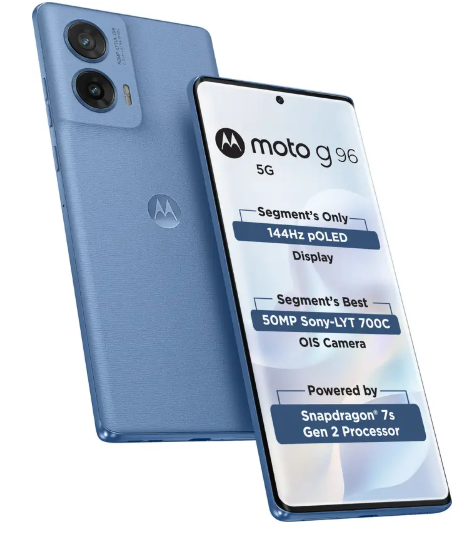 moto g 96
5G
Segment's Only
144Hz pOLED
Display
Segment's Best
50MP Sony-LYT 700C
OIS Camera
Powered by
Snapdragon® 7s
Gen 2 Processor